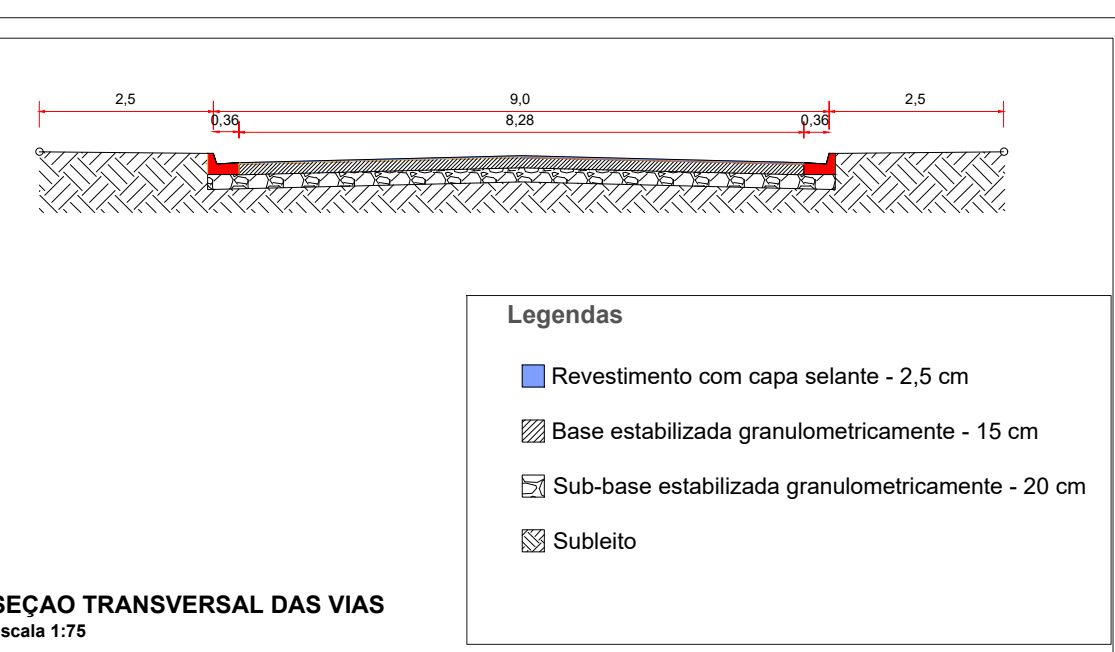 2,5
9,0
2,5
0,36
8,28
0,36
Legendas
Revestimento com capa selante - 2,5 cm
Base estabilizada granulometricamente - 15 cm
Sub-base estabilizada granulometricamente - 20 cm
Subleito
SEÇAO TRANSVERSAL DAS VIAS
scala 1:75